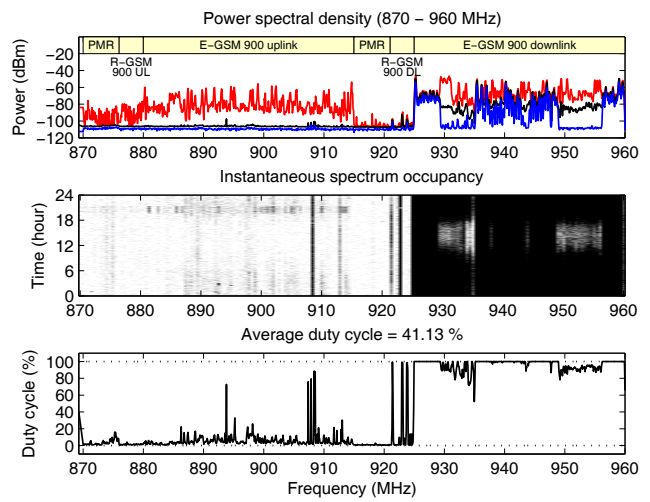 Power spectral density (870 − 960 MHz)
Power (dBm)
−20
−40
−60
−80
−100
−120
PMR
E−GSM 900 uplink
PMR
E−GSM 900 downlink
R−GSM
900 UL
R−GSM
900 DL
870 880 890 900 910 920 930 940 950 960
Instantaneous spectrum occupancy
Time (hour)
24
18
12
6
0
870 880 890 900 910 920 930 940 950 960
Average duty cycle = 41.13 %
Duty cycle (%)
100
80
60
40
20
0
870 880 890 900 910 920 930 940 950 960
Frequency (MHz)